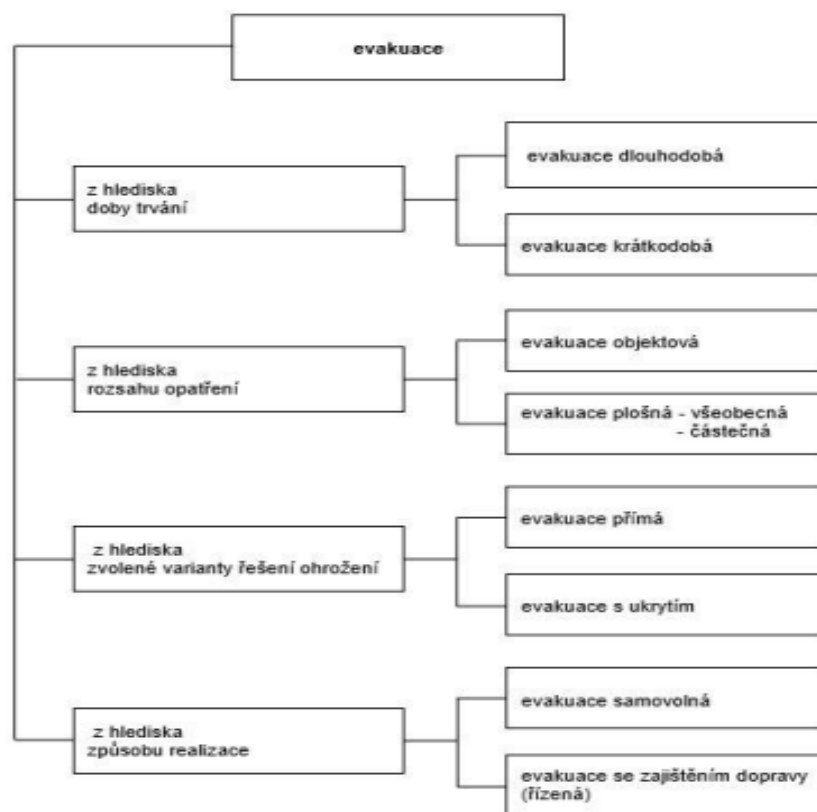 evakuace
z hlediska
doby trvání
evakuace dlouhodobá
evakuace krátkodobá
z hlediska
rozsahu opatření
evakuace objektová
evakuace plošná - všeobecná
- částečná
z hlediska
zvolené varianty řešení ohrožení
evakuace přímá
evakuace s ukrytím
z hlediska
způsobu realizace
evakuace samovolná
evakuace se zajištěním dopravy
(řízená)